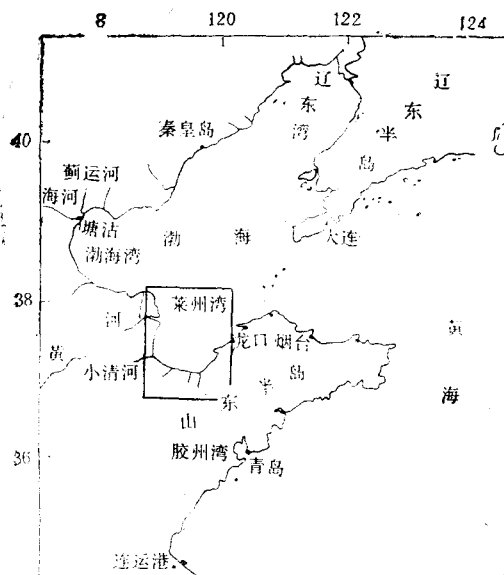 8 120 122 124
辽东湾
辽东半岛
40
秦皇岛
蓟运河
海河
塘沽
渤海
大连
渤海湾
38
莱州湾
河
黄
龙口 烟台
黄海
小清河
山东半岛
胶州湾
36
青岛
连运港